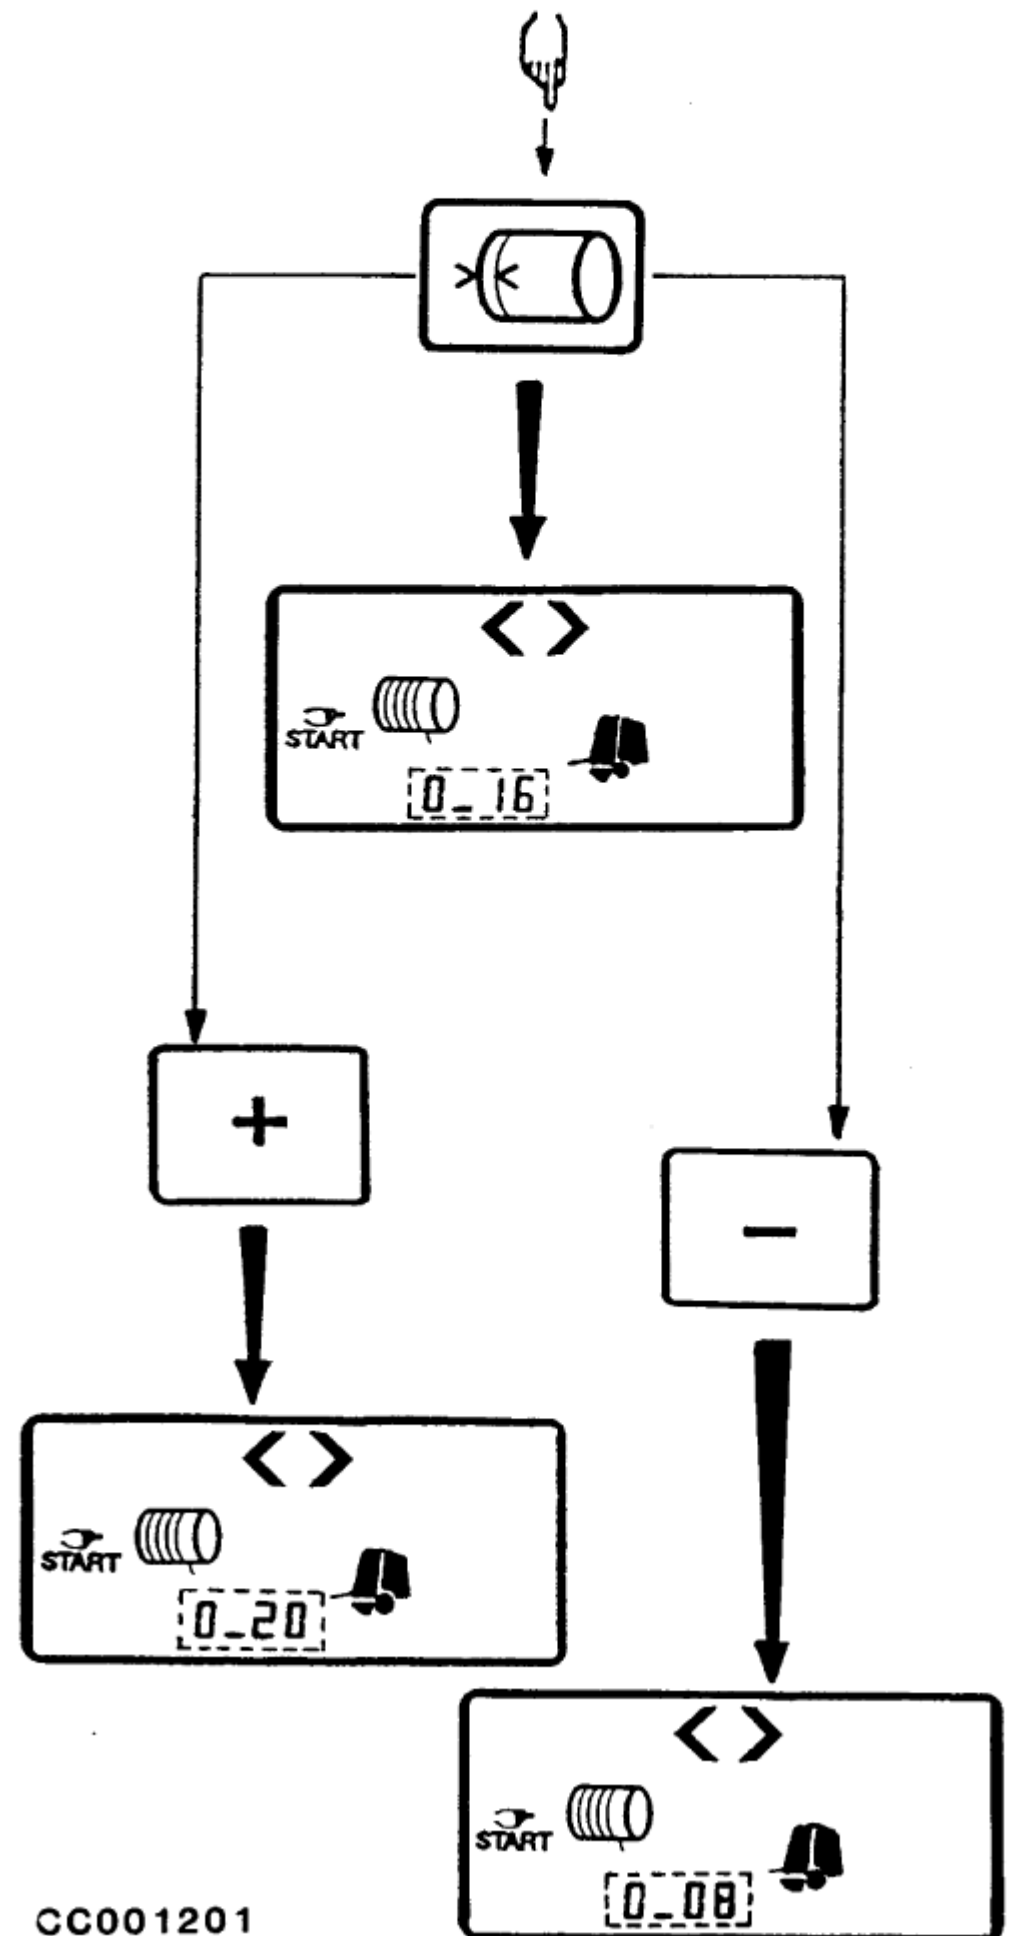 > <
< >
START
0_16
+
-
< >
START
0_20
< >
START
0_08
CC001201